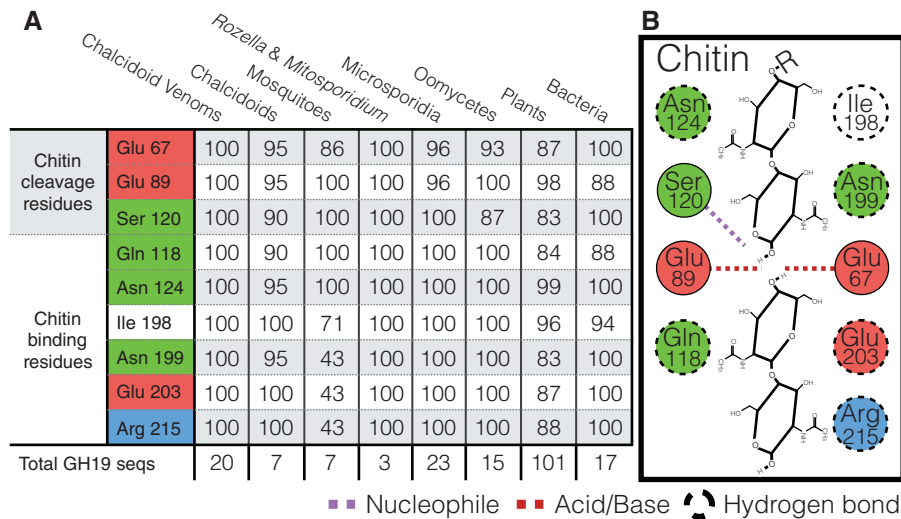 A
Chalcidoid Venoms
Chalcidoids
Mosquitoes
Rozella & Mitosporidium
Microsporidia
Oomycetes
Plants
Bacteria
Chitin cleavage residues
Glu 67 100 95 86 100 96 93 87 100
Glu 89 100 95 100 100 96 100 98 88
Ser 120 100 90 100 100 100 87 83 100
Chitin binding residues
Gln 118 100 90 100 100 100 100 84 88
Asn 124 100 95 100 100 100 100 99 100
Ile 198 100 100 71 100 100 100 96 94
Asn 199 100 95 43 100 100 100 83 100
Glu 203 100 100 43 100 100 100 87 100
Arg 215 100 100 43 100 100 100 88 100
Total GH19 seqs 20 7 7 3 23 15 101 17
B
Chitin
Asn 124
Ser 120
Glu 89
Gln 118
Ile 198
Asn 199
Glu 67
Glu 203
Arg 215
R
Nucleophile
Acid/Base
Hydrogen bond